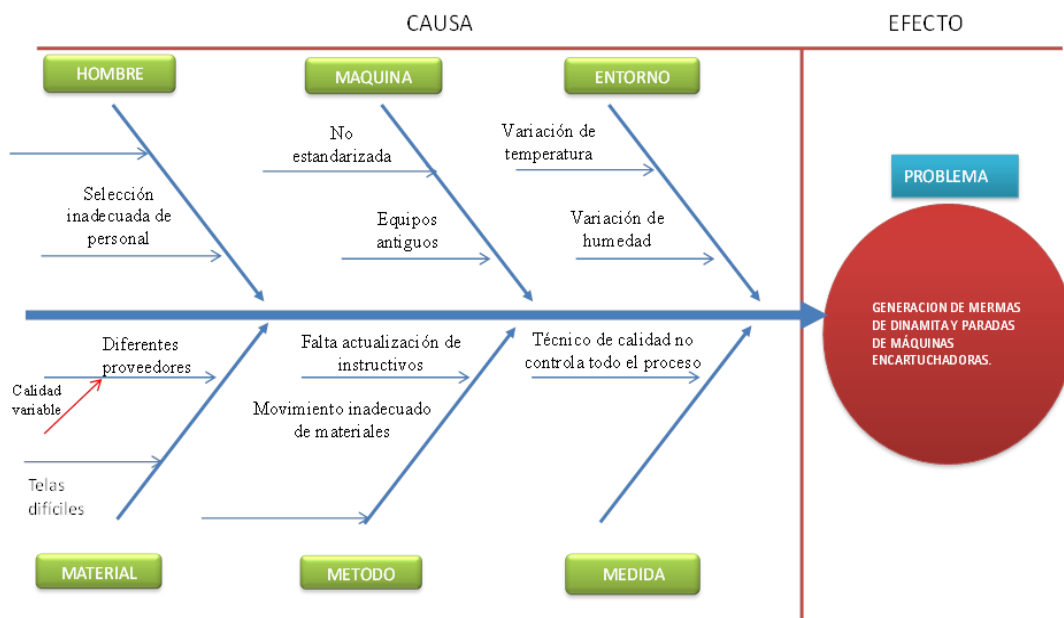 CAUSA
EFECTO
HOMBRE
MAQUINA
ENTORNO
No
estandarizada
Variación de
temperatura
PROBLEMA
Selección
inadecuada de
personal
Equipos
antiguos
Variación de
humedad
GENERACION DE MERMAS
DE DINAMITA Y PARADAS
DE MÁQUINAS
ENCARTUCHADORAS.
Diferentes
proveedores
Falta actualización de
instructivos
Técnico de calidad no
controla todo el proceso
Calidad
variable
Movimiento inadecuado
de materiales
Telas
difíciles
MATERIAL
METODO
MEDIDA